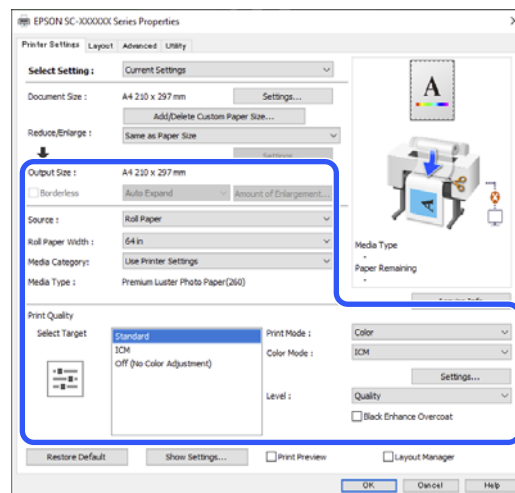 EPSON SC-XXXXXX Series Properties
Printer Settings Layout Advanced Utility
Select Setting : Current Settings
Document Size : A4 210 x 297 mm Settings...
Add/Delete Custom Paper Size...
Reduce/Enlarge : Same as Paper Size
Settings...
Output Size : A4 210 x 297 mm
Borderless Auto Expand Amount of Enlargement...
Source : Roll Paper
Roll Paper Width : 64 in
Media Category: Use Printer Settings
Media Type : Premium Luster Photo Paper(260)
A
A
Media Type
-
Paper Remaining
-
Print Quality
Select Target
Standard
ICM
Off (No Color Adjustment)
Print Mode : Color
Color Mode : ICM
Settings...
Level : Quality
Black Enhance Overcoat
Restore Default Show Settings... Print Preview Layout Manager
OK Cancel Help